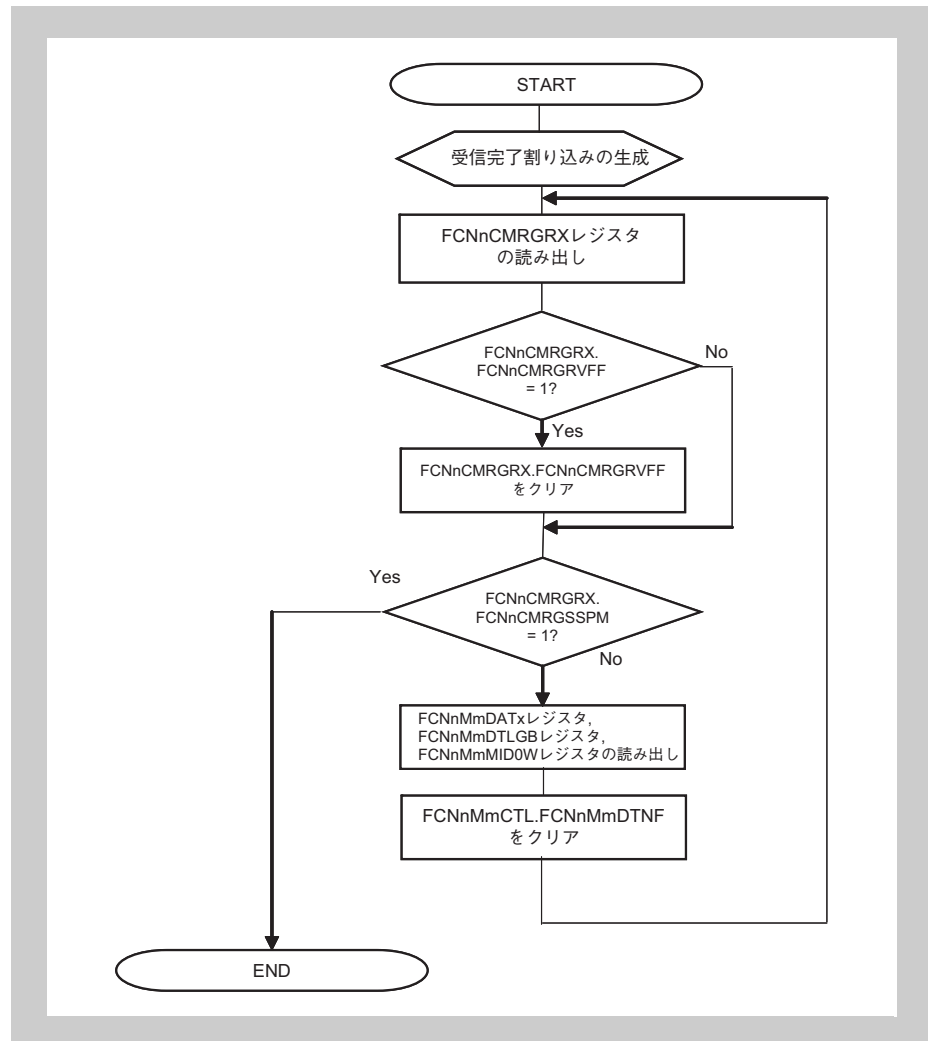 START
受信完了割り込みの生成
FCNnCMRGRXレジスタ
の読み出し
FCNnCMRGRX.
FCNnCMRGRVFF
= 1?
No
Yes
FCNnCMRGRX.FCNnCMRGRVFF
をクリア
Yes
FCNnCMRGRX.
FCNnCMRGSSPM
= 1?
No
FCNnMmDATxレジスタ,
FCNnMmDTLGBレジスタ,
FCNnMmMID0Wレジスタの読み出し
FCNnMmCTL.FCNnMmDTNF
をクリア
END